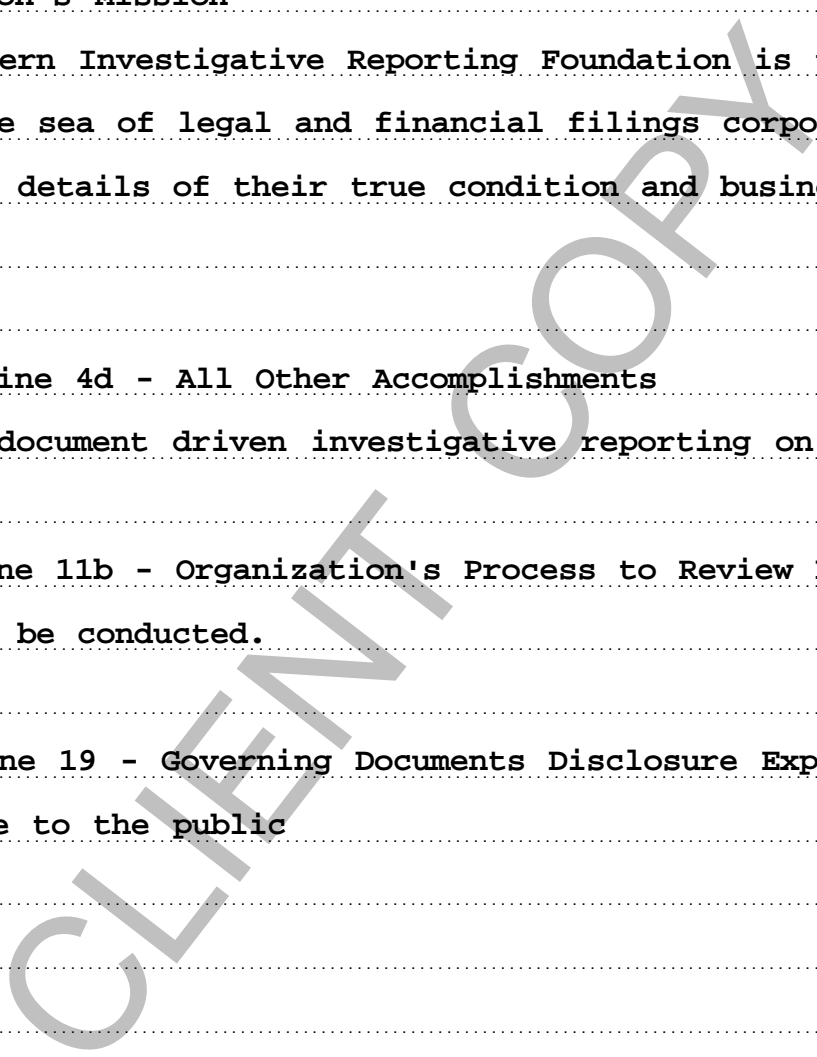 on's Mission
ern Investigative Reporting Foundation is
e sea of legal and financial filings corpo
details of their true condition and busin
ine 4d - All Other Accomplishments
document driven investigative reporting on
ne 11b - Organization's Process to Review
be conducted.
ne 19 - Governing Documents Disclosure Exp
e to the public
CLIENT COPY